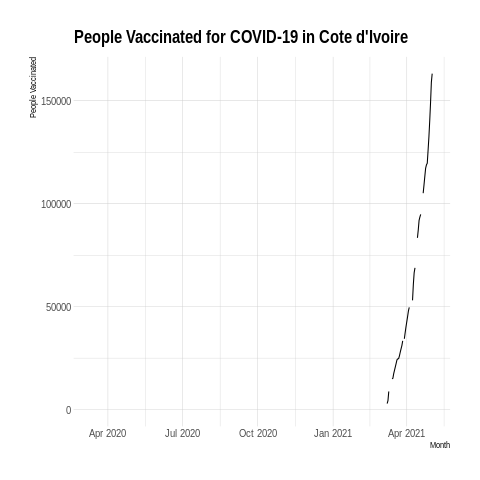 People Vaccinated for COVID-19 in Cote d'Ivoire
People Vaccinated
150000
100000
50000
0
Apr 2020 Jul 2020 Oct 2020 Jan 2021 Apr 2021
Month